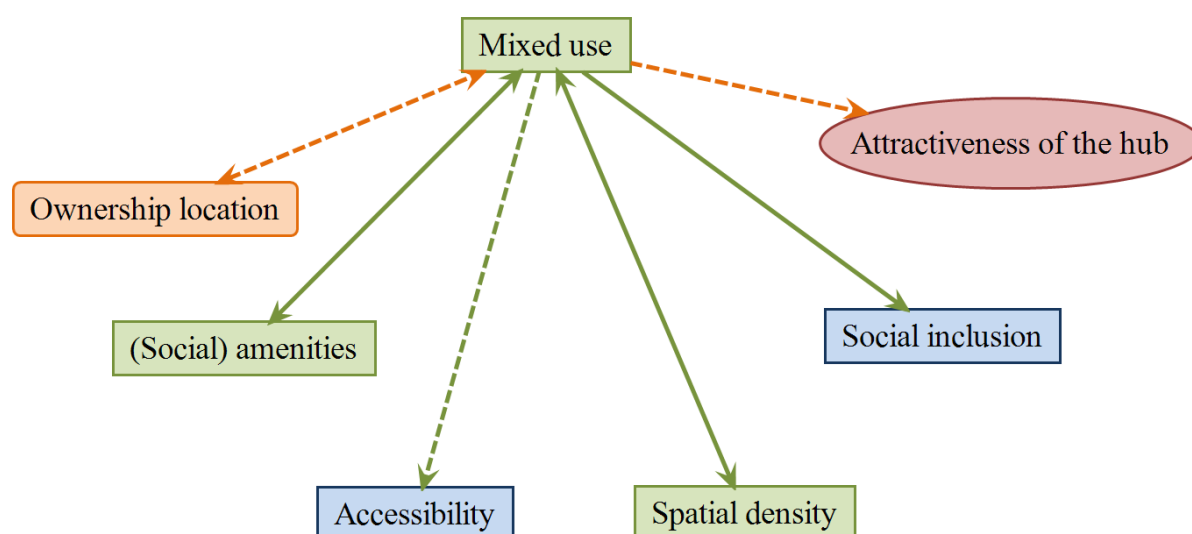 Mixed use
Attractiveness of the hub
Ownership location
(Social) amenities
Social inclusion
Accessibility
Spatial density